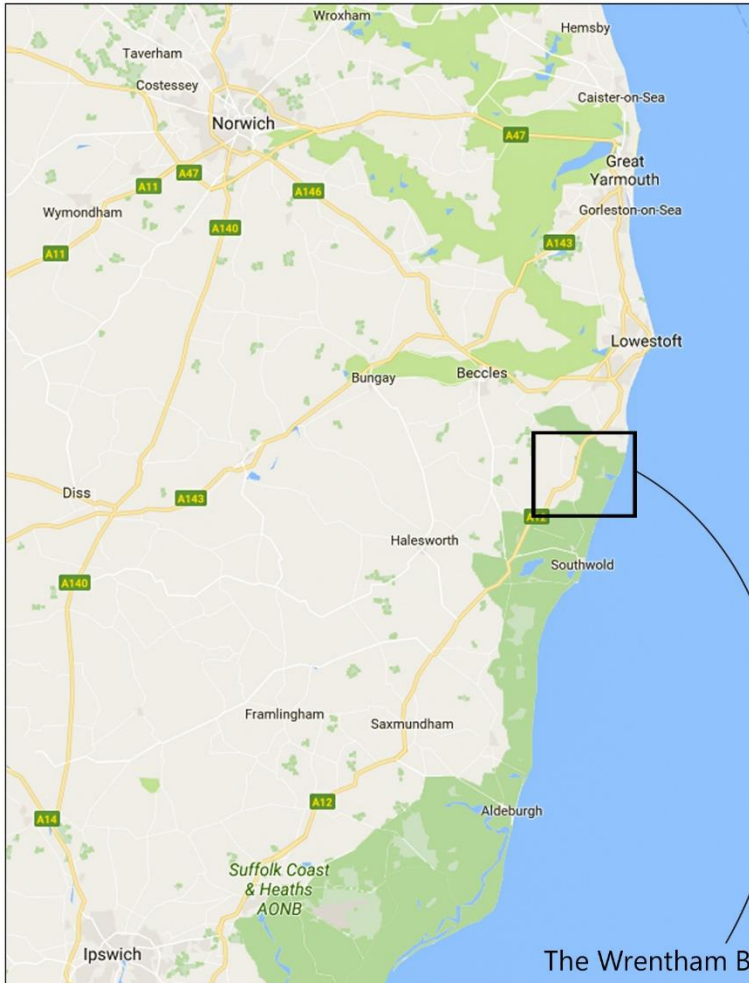 Wroxham
Hemsby
Taverham
Costessey
Caister-on-Sea
Norwich
A47
Great
Yarmouth
A47
A11
A146
Wymondham
Gorleston-on-Sea
A140
A143
A11
Lowestoft
Bungay
Beccles
Diss
A143
A12
Halesworth
Southwold
A140
Framlingham
Saxmundham
A12
Aldeburgh
A14
Suffolk Coast
& Heaths
AONB
Ipswich
The Wrentham B